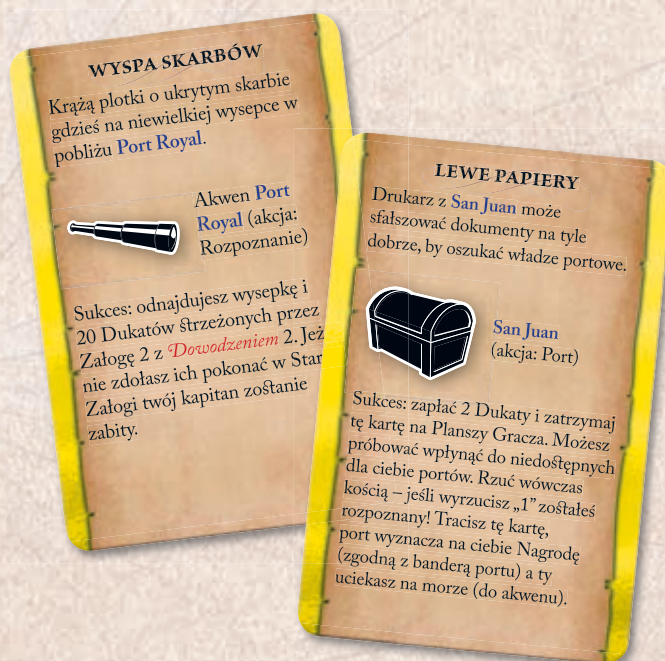 WYSPA SKARBÓW
Krążą plotki o ukrytym skarbie
gdzieś na niewielkiej wysepce w
pobliżu Port Royal.
Akwen Port
Royal (akcja:
Rozpoznanie)
Sukces: odnajdujesz wysepkę i
20 Dukatów strzeżonych przez
Załogę 2 z Dowodzeniem 2. Jeż
nie zdołasz ich pokonać w Star
Załogi twój kapitan zostanie
zabity.
LEWE PAPIERY
Drukarz z San Juan może
sfałszować dokumenty na tyle
dobrze, by oszukać władze portowe.
San Juan
(akcja: Port)
Sukces: zapłać 2 Dukaty i zatrzymaj
tę kartę na Planszy Gracza. Możesz
próbować wpłynąć do niedostępnych
dla ciebie portów. Rzuć wówczas
kością – jeśli wyrzucisz „1” zostałeś
rozpoznany! Tracisz tę kartę,
port wyznacza na ciebie Nagrodę
(zgodną z banderą portu) a ty
uciekasz na morze (do akwenu).